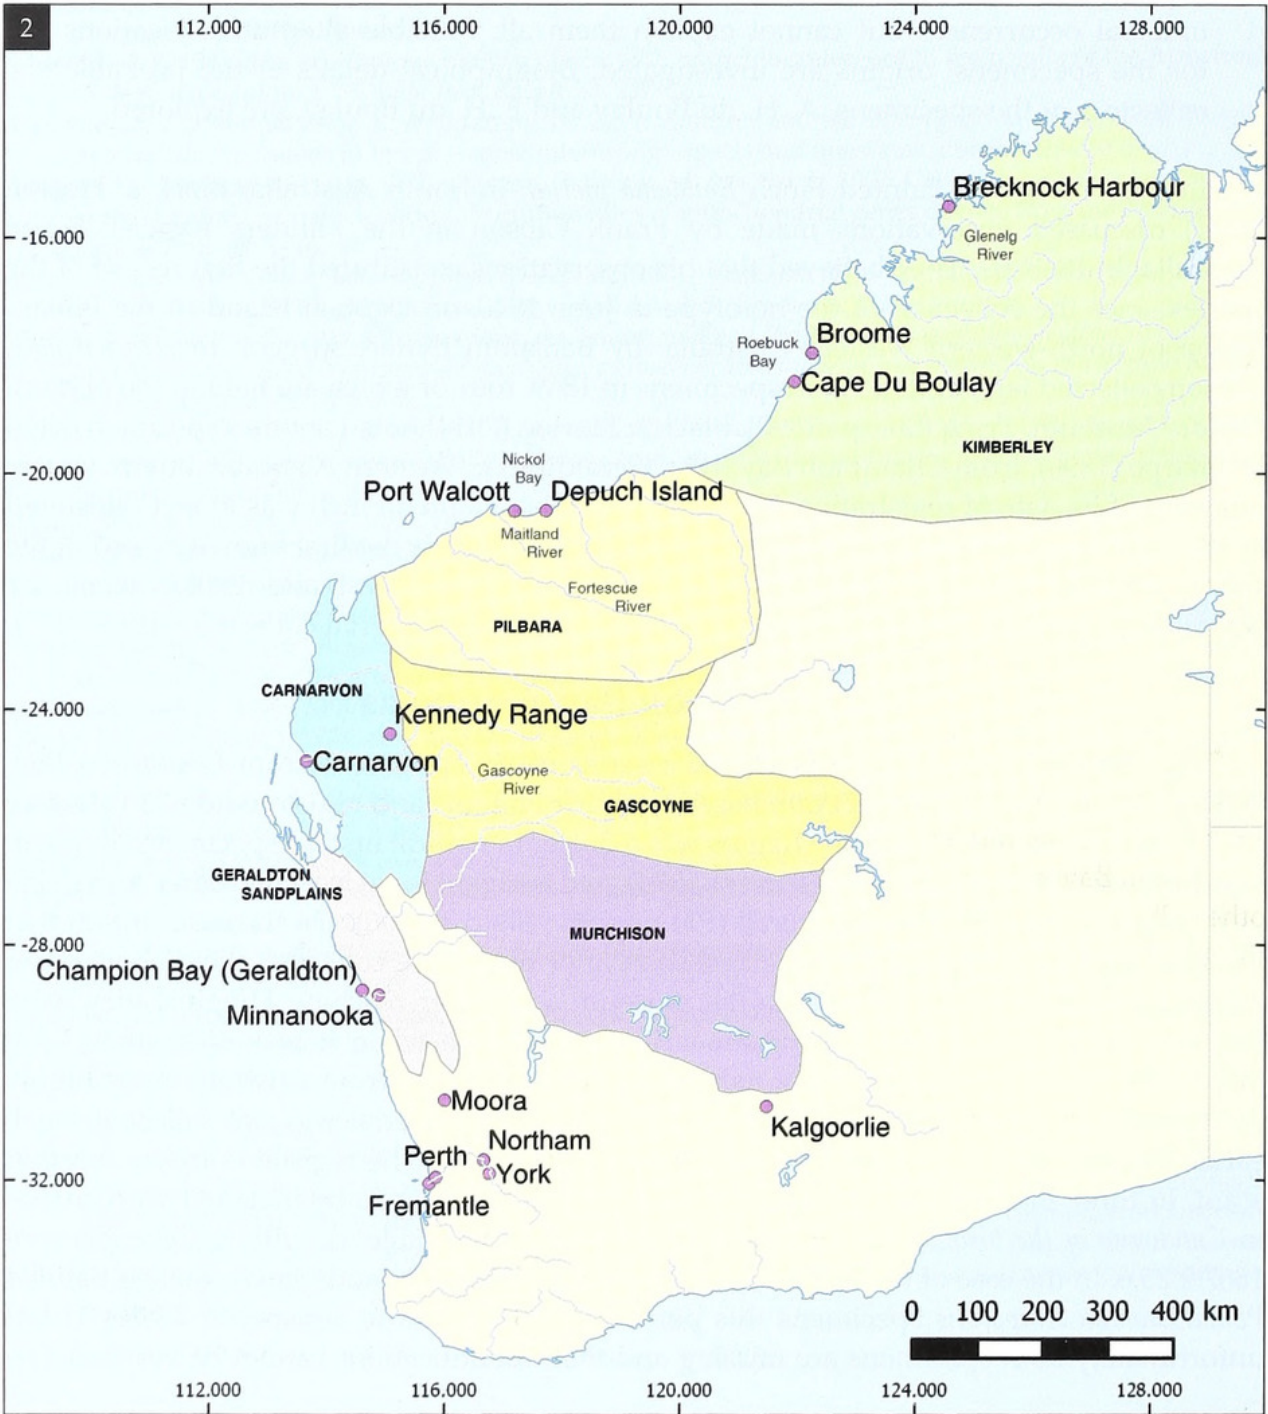 2
112.000
116.000
120.000
124.000
128.000
Brecknock Harbour
-16.000
Glenelg
River
Broome
Roebuck
Bay
Cape Du Boulay
KIMBERLEY
-20.000
Nickol
Bay
Port Walcott
Depuch Island
Maitland
River
Fortescue
River
PILBARA
CARNARVON
-24.000
Kennedy Range
Carnarvon
Gascoyne
River
GASCOYNE
GERALDTON
SANDPLAINS
MURCHISON
-28.000
Champion Bay (Geraldton)
Minnanooka
Moora
Kalgoorlie
Northam
Perth
York
-32.000
Fremantle
0 100 200 300 400 km
112.000
116.000
120.000
124.000
128.000